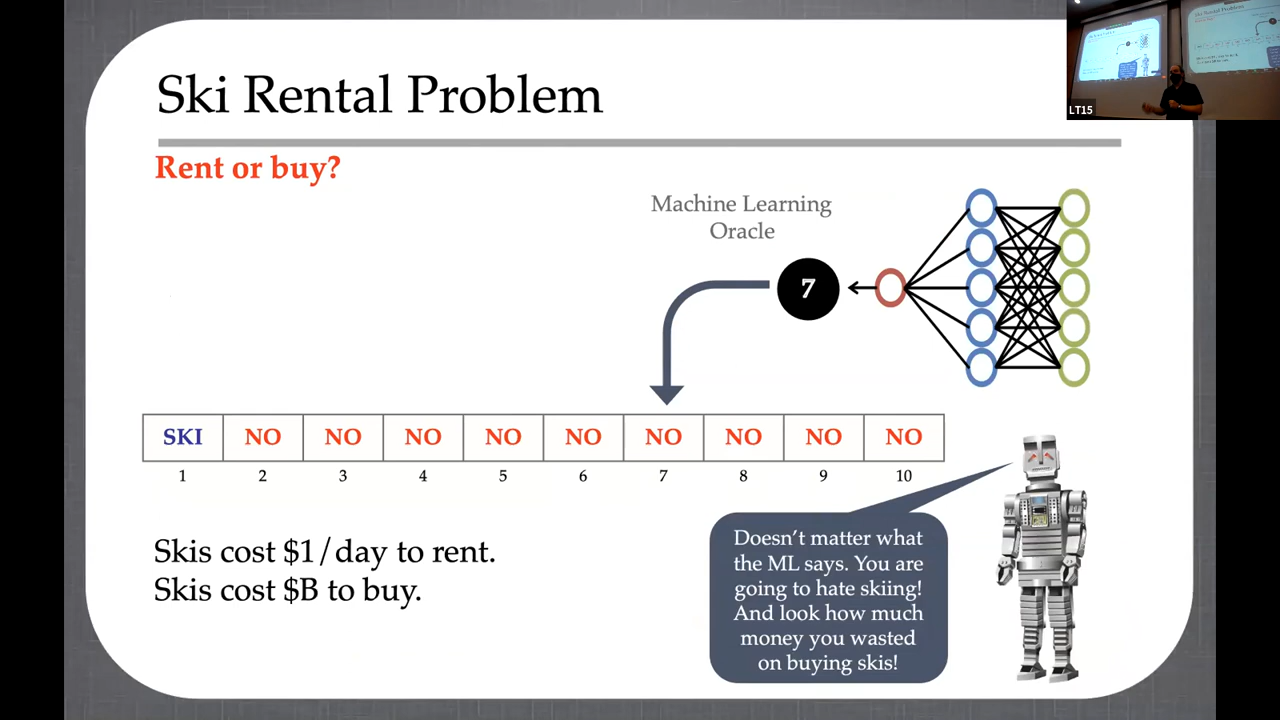 Ski Rental Problem
Rent or buy?
Machine Learning
Oracle
7
SKI NO NO NO NO NO NO NO NO NO
1 2 3 4 5 6 7 8 9 10
Skis cost $1/day to rent.
Skis cost $B to buy.
Doesn't matter what
the ML says. You are
going to hate skiing!
And look how much
money you wasted
on buying skis!
LT15
Ski Rental Problem